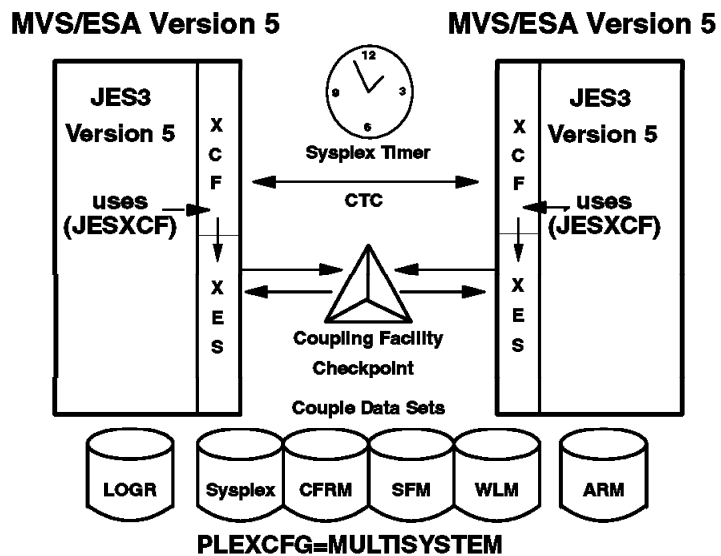 MVS/ESA Version 5
MVS/ESA Version 5
JES3
Version 5
uses
(JESXCF)
X
C
F
X
E
S
12
3
6
9
Sysplex Timer
CTC
Coupling Facility
Checkpoint
Couple Data Sets
X
C
F
X
E
S
JES3
Version 5
uses
(JESXCF)
LOGR
Sysplex
CFRM
SFM
WLM
ARM
PLEXCFG=MULTISYSTEM